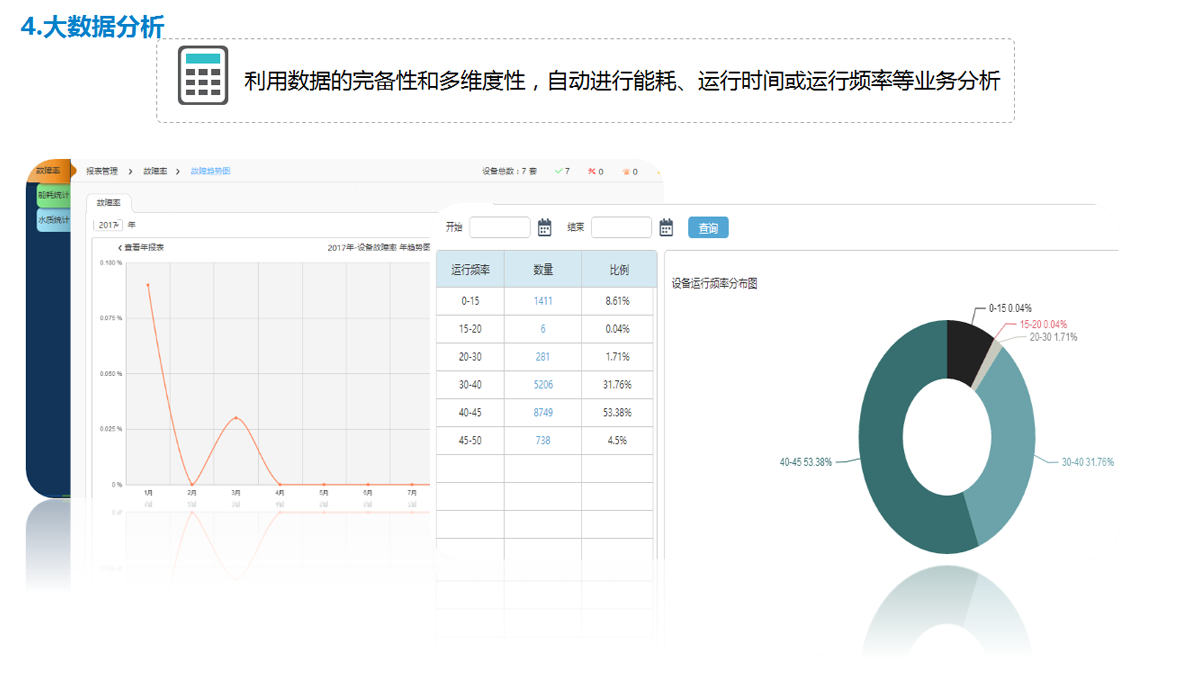 4.大数据分析
利用数据的完备性和多维度性，自动进行能耗、运行时间或运行频率等业务分析
故障率
能耗统计
水质统计
报表管理 > 故障率 > 故障趋势图
设备总数：7 套 7 0 0
故障率
2017 年
查看年报表
2017年-设备故障率 年趋势图
0.100 %
0.075 %
0.050 %
0.025 %
0 %
1月 2月 3月 4月 5月 6月 7月
开始 结束 查询
运行频率 数量 比例
0-15 1411 8.61%
15-20 6 0.04%
20-30 281 1.71%
30-40 5206 31.76%
40-45 8749 53.38%
45-50 738 4.5%
设备运行频率分布图
0-15 0.04%
15-20 0.04%
20-30 1.71%
40-45 53.38%
30-40 31.76%